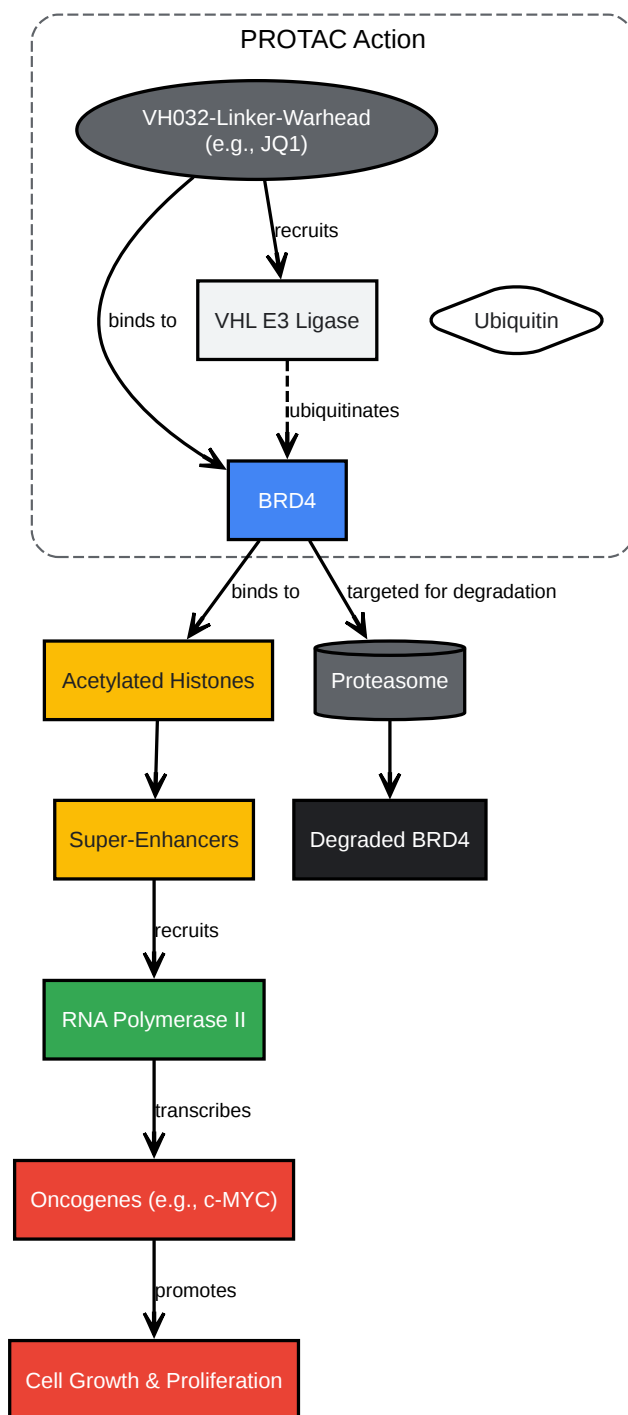 PROTAC Action
VH032-Linker-Warhead
(e.g., JQ1)
recruits
binds to
VHL E3 Ligase
Ubiquitin
ubiquitinates
BRD4
binds to
targeted for degradation
Acetylated Histones
Proteasome
Super-Enhancers
Degraded BRD4
recruits
RNA Polymerase II
transcribes
Oncogenes (e.g., c-MYC)
promotes
Cell Growth & Proliferation